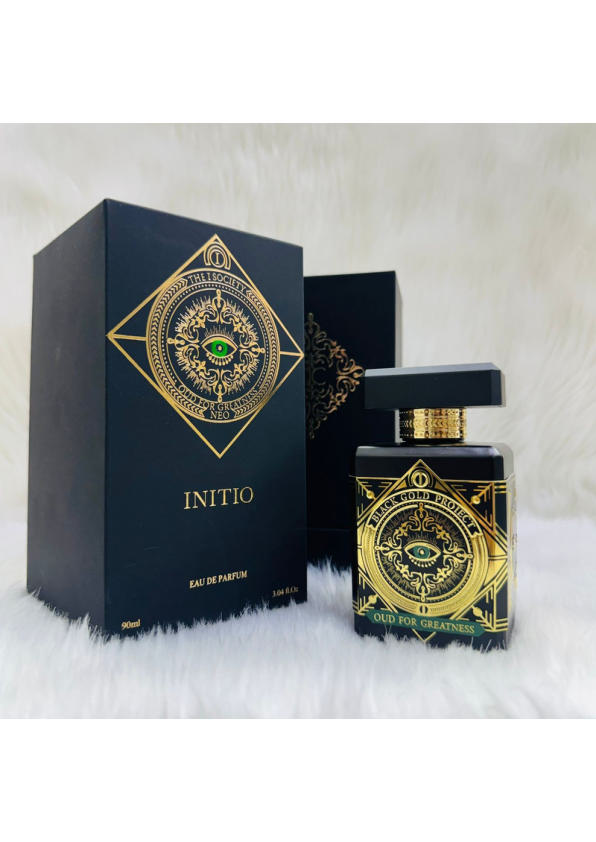 THE I SOCIETY
OUD FOR GREATNESS
NEO
INITIO
EAU DE PARFUM
90ml
3.04 fl.Oz
BLACK GOLD PROJECT
OUD FOR GREATNESS